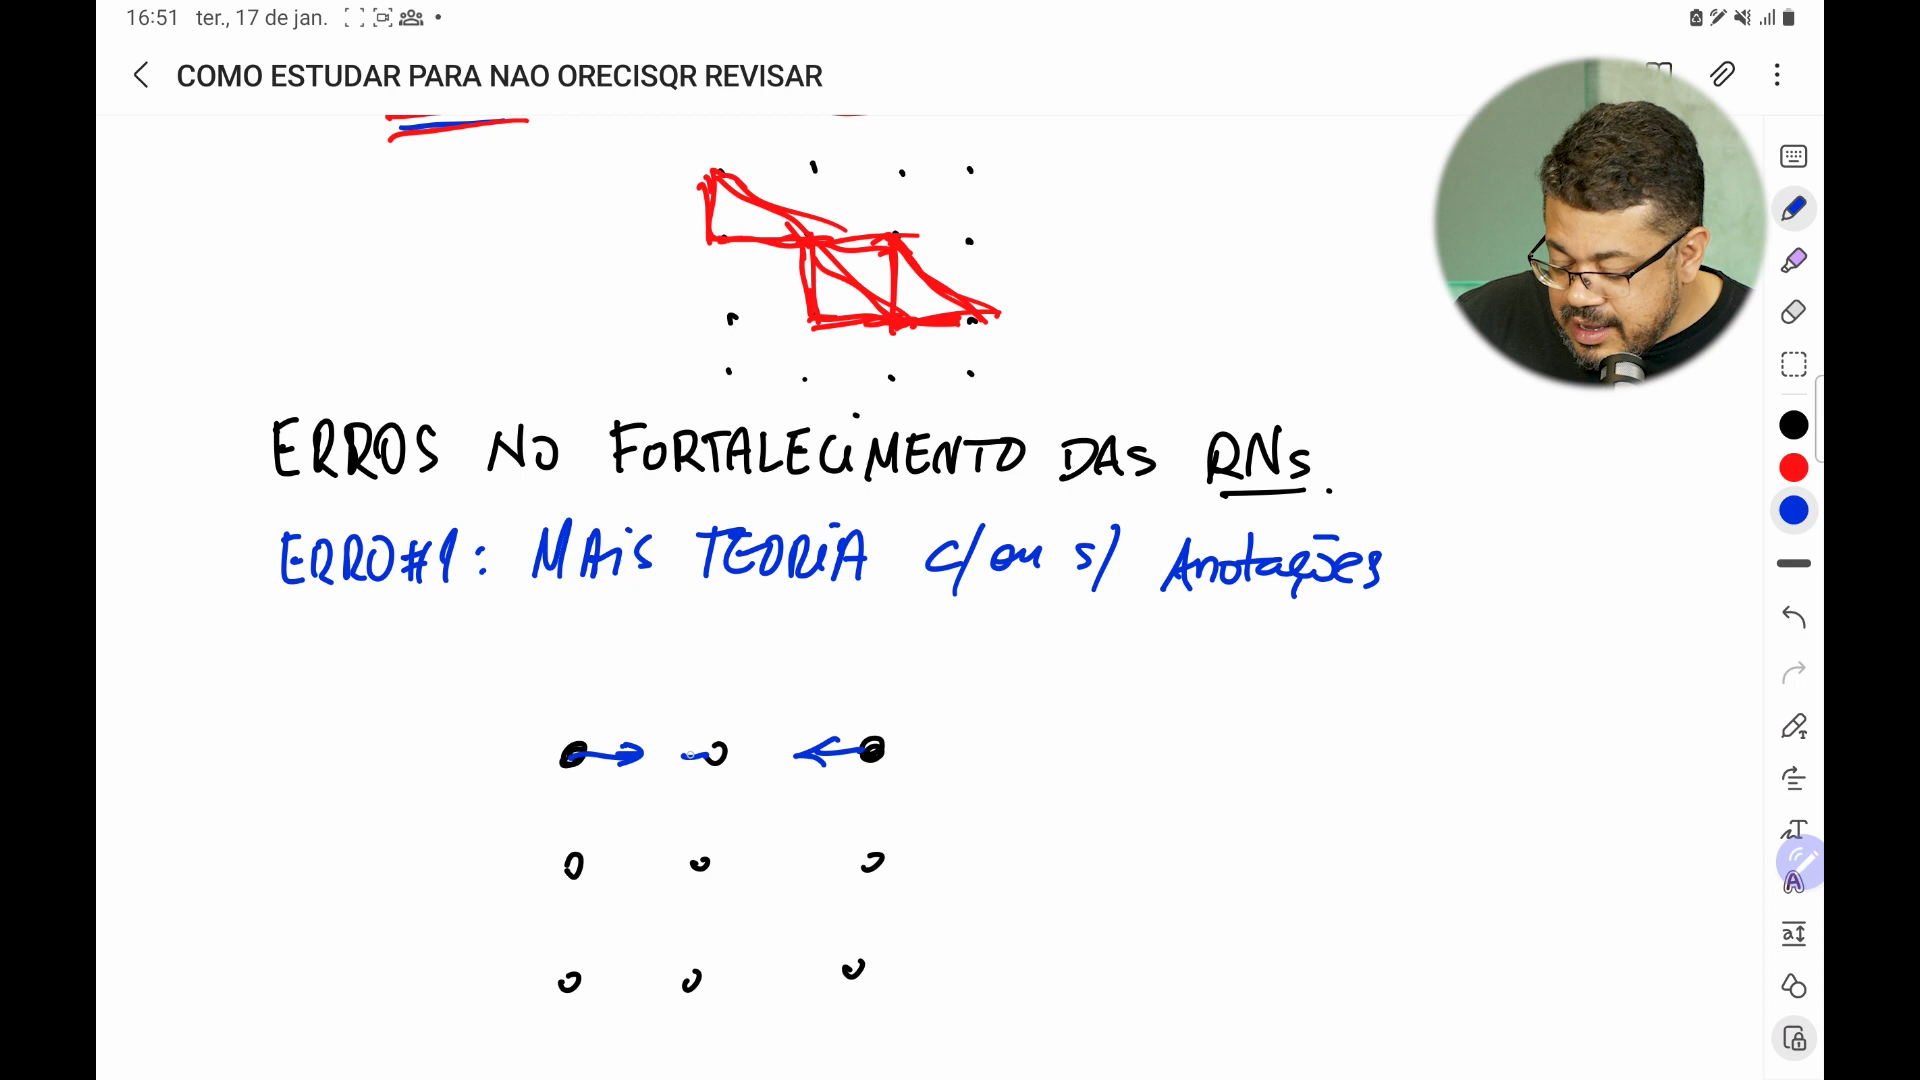 16:51 ter., 17 de jan.
COMO ESTUDAR PARA NAO ORECISQR REVISAR
ERROS NO FORTALECIMENTO DAS RNs.
ERRO#1: MAIS TEORIA c/ ou s/ Anotações